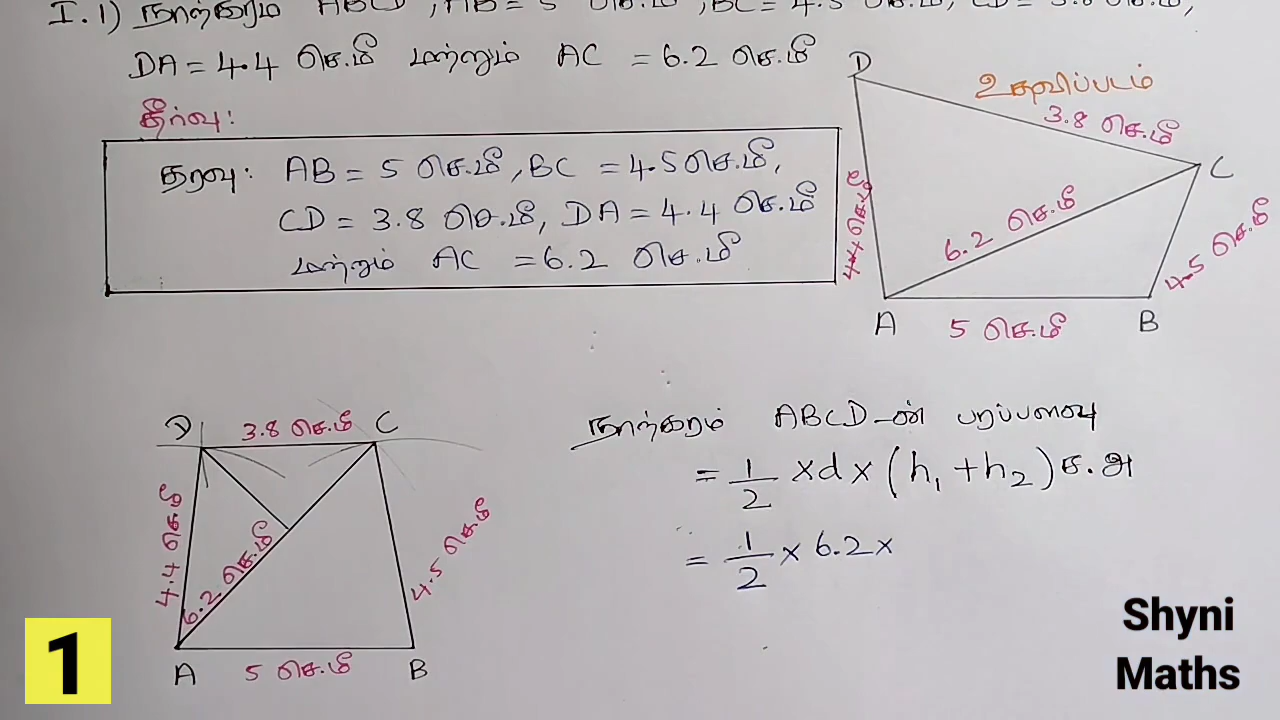 I.1) நாற்கரம் ABCD, AB = 5 செ.மீ, BC = 4.5 செ.மீ, CD = 3.8 செ.மீ,
DA = 4.4 செ.மீ மற்றும் AC = 6.2 செ.மீ
தீர்வு:
தரவு: AB = 5 செ.மீ, BC = 4.5 செ.மீ,
CD = 3.8 செ.மீ, DA = 4.4 செ.மீ
மற்றும் AC = 6.2 செ.மீ
உதவிப்படம்
D
3.8 செ.மீ
C
4.4 செ.மீ
6.2 செ.மீ
4.5 செ.மீ
A 5 செ.மீ B
D 3.8 செ.மீ C
4.4 செ.மீ
6.2 செ.மீ
4.5 செ.மீ
A 5 செ.மீ B
நாற்கரம் ABCD-ன் பரப்பளவு
= 1/2 × d × (h₁ + h₂) ச.அ
= 1/2 × 6.2 ×
1
Shyni
Maths